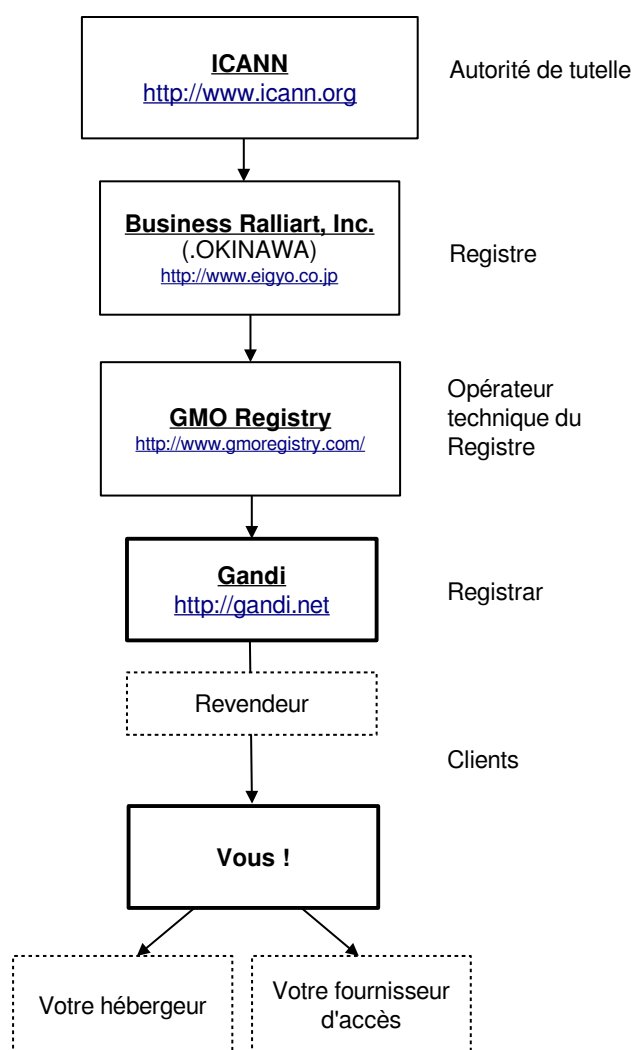 ICANN
http://www.icann.org
Autorité de tutelle
Business Ralliart, Inc.
(.OKINAWA)
http://www.eigyo.co.jp
Registre
GMO Registry
http://www.gmoregistry.com/
Opérateur
technique du
Registre
Gandi
http://gandi.net
Registrar
Revendeur
Clients
Vous !
Votre hébergeur
Votre fournisseur
d'accès